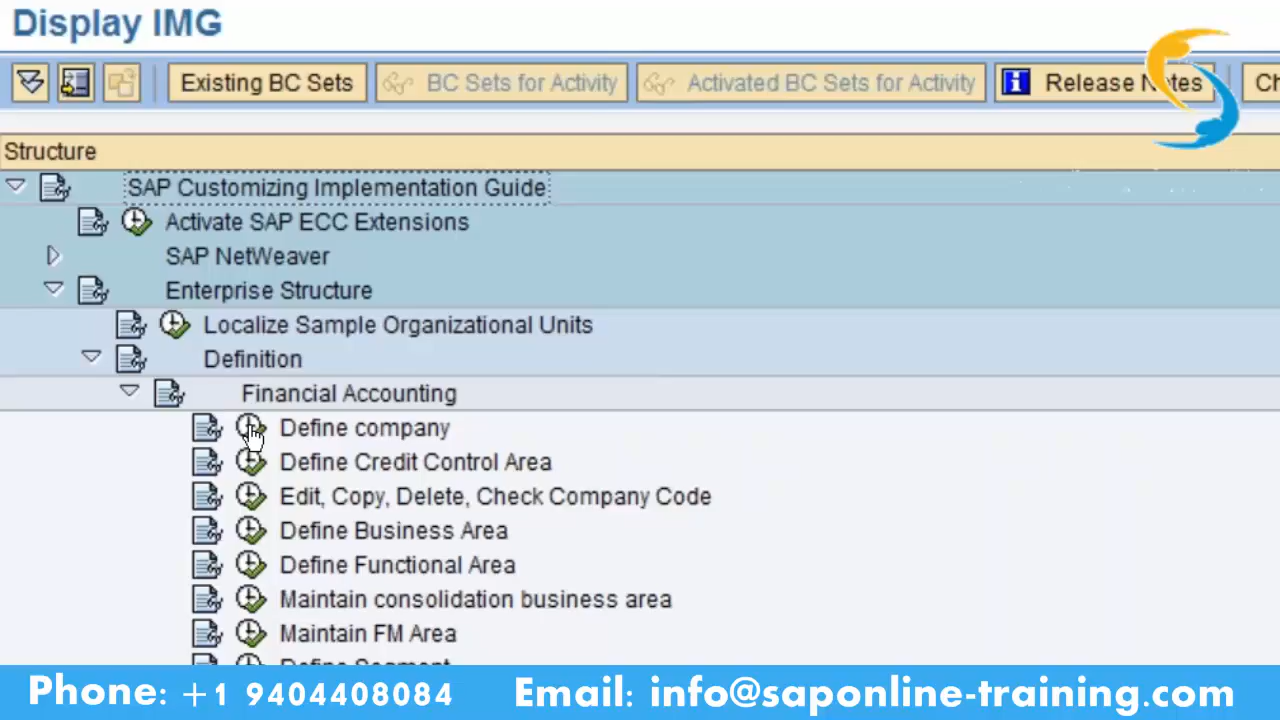 Display IMG
Existing BC Sets BC Sets for Activity Activated BC Sets for Activity Release Notes Ch
Structure
SAP Customizing Implementation Guide
Activate SAP ECC Extensions
SAP NetWeaver
Enterprise Structure
Localize Sample Organizational Units
Definition
Financial Accounting
Define company
Define Credit Control Area
Edit, Copy, Delete, Check Company Code
Define Business Area
Define Functional Area
Maintain consolidation business area
Maintain FM Area
Define Segment
Phone: +1 9404408084 Email: info@saponline-training.com